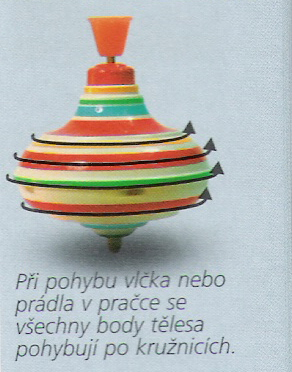 Při pohybu vlčka nebo
prádla v pračce se
všechny body tělesa
pohybují po kružnicích.